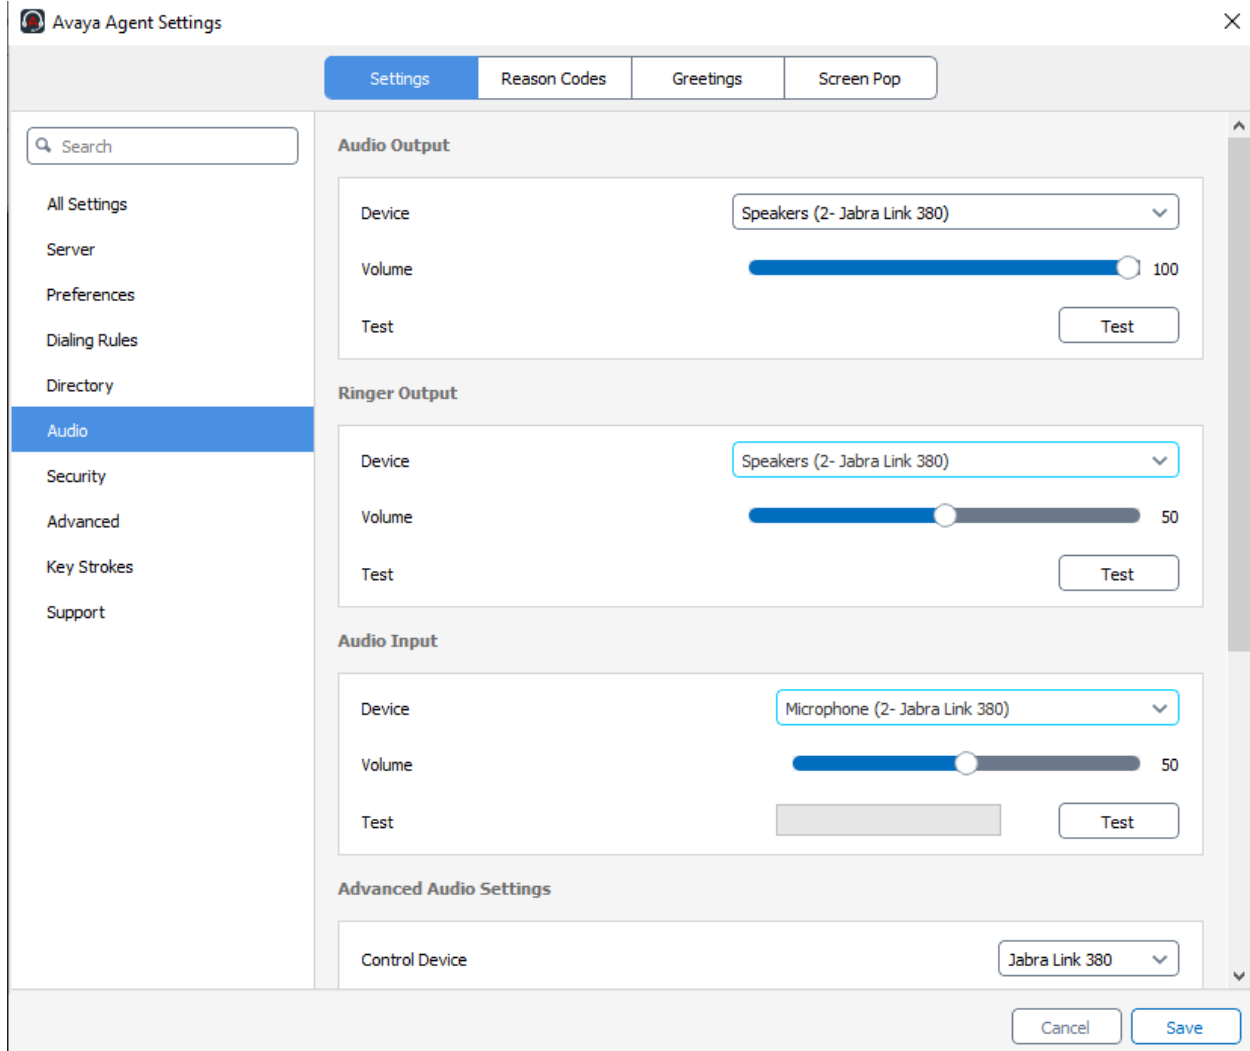 Avaya Agent Settings
Settings
Reason Codes
Greetings
Screen Pop
Search
All Settings
Server
Preferences
Dialing Rules
Directory
Audio
Security
Advanced
Key Strokes
Support
Audio Output
Device
Speakers (2- Jabra Link 380)
Volume
100
Test
Test
Ringer Output
Device
Speakers (2- Jabra Link 380)
Volume
50
Test
Test
Audio Input
Device
Microphone (2- Jabra Link 380)
Volume
50
Test
Test
Advanced Audio Settings
Control Device
Jabra Link 380
Cancel
Save